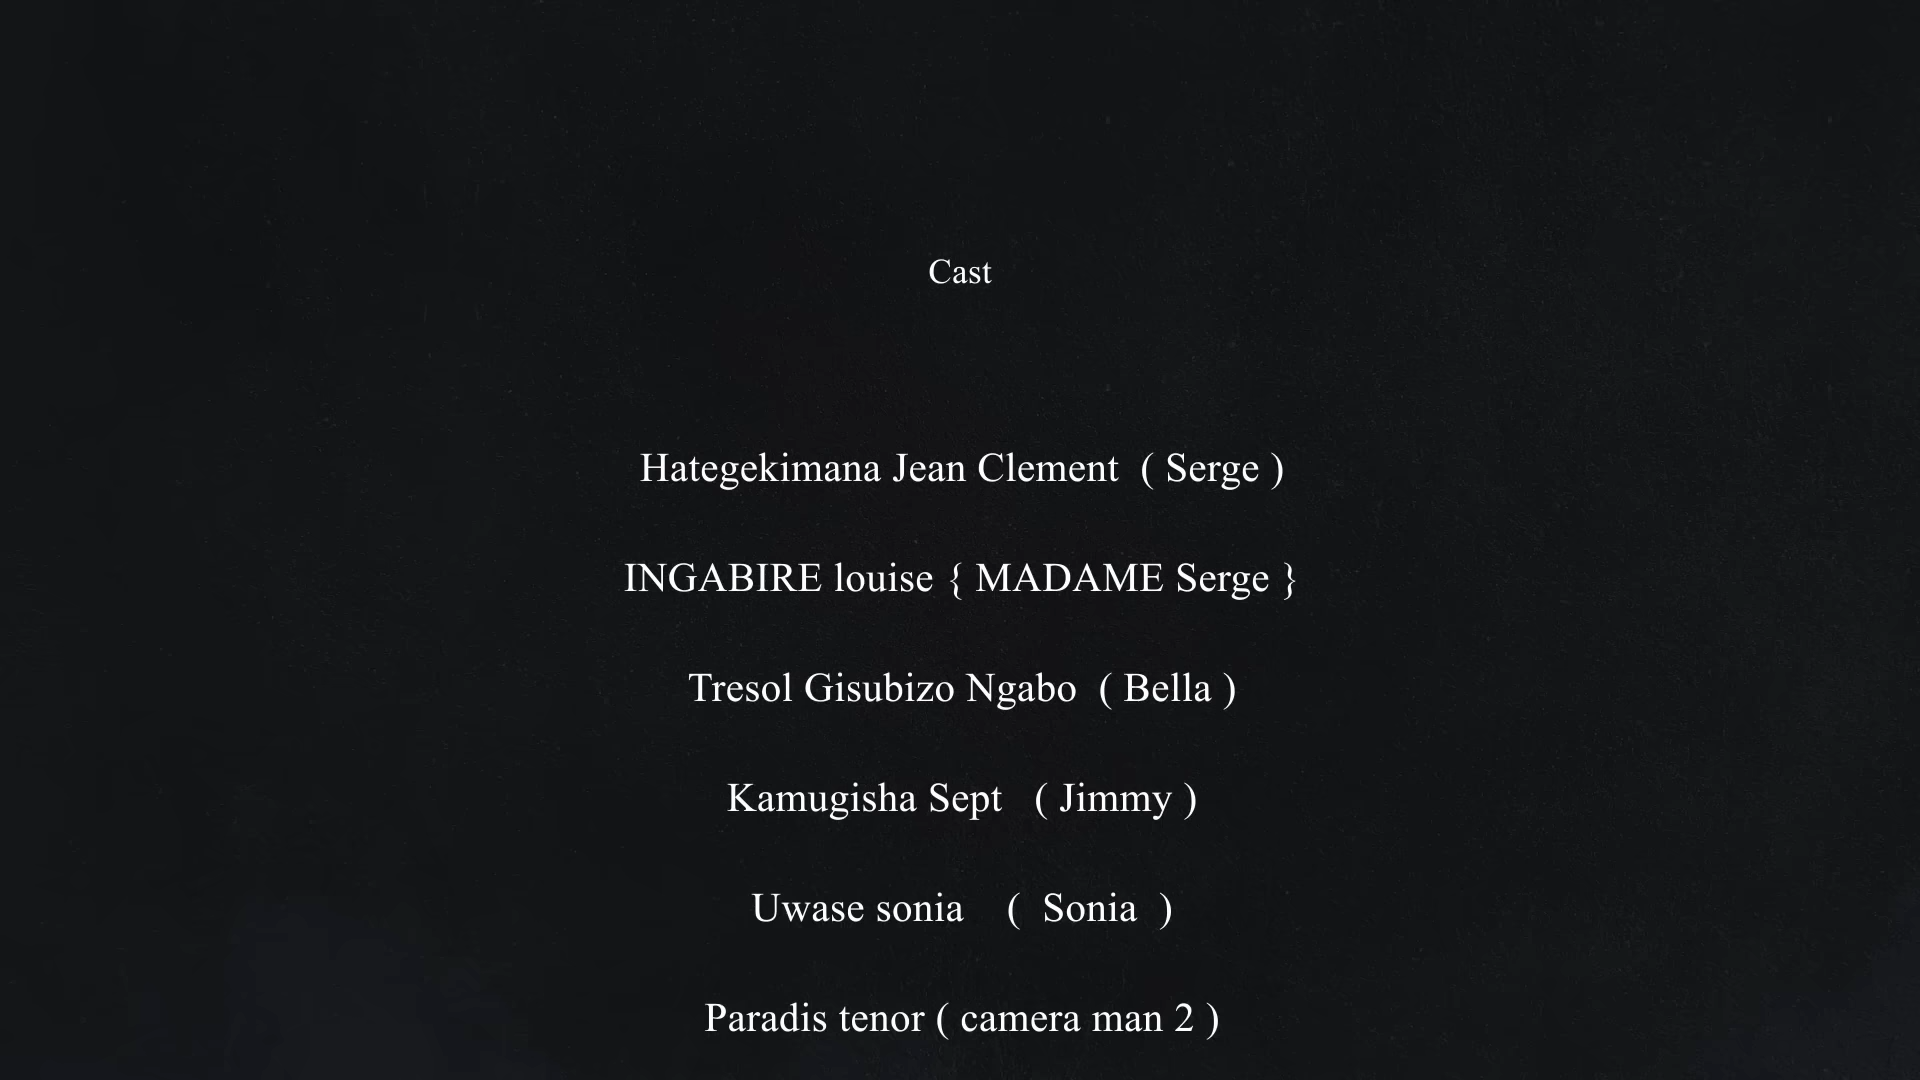 Cast
Hategekimana Jean Clement ( Serge )
INGABIRE louise { MADAME Serge }
Tresol Gisubizo Ngabo ( Bella )
Kamugisha Sept ( Jimmy )
Uwase sonia ( Sonia )
Paradis tenor ( camera man 2 )